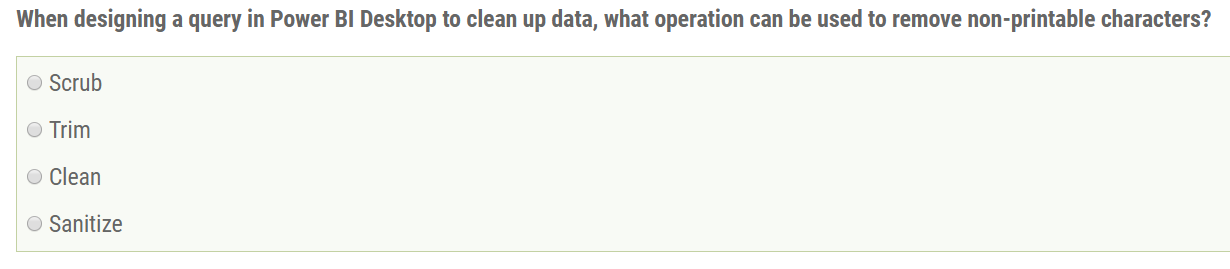 When designing a query in Power BI Desktop to clean up data, what operation can be used to remove non-printable characters?
Scrub
Trim
Clean
Sanitize